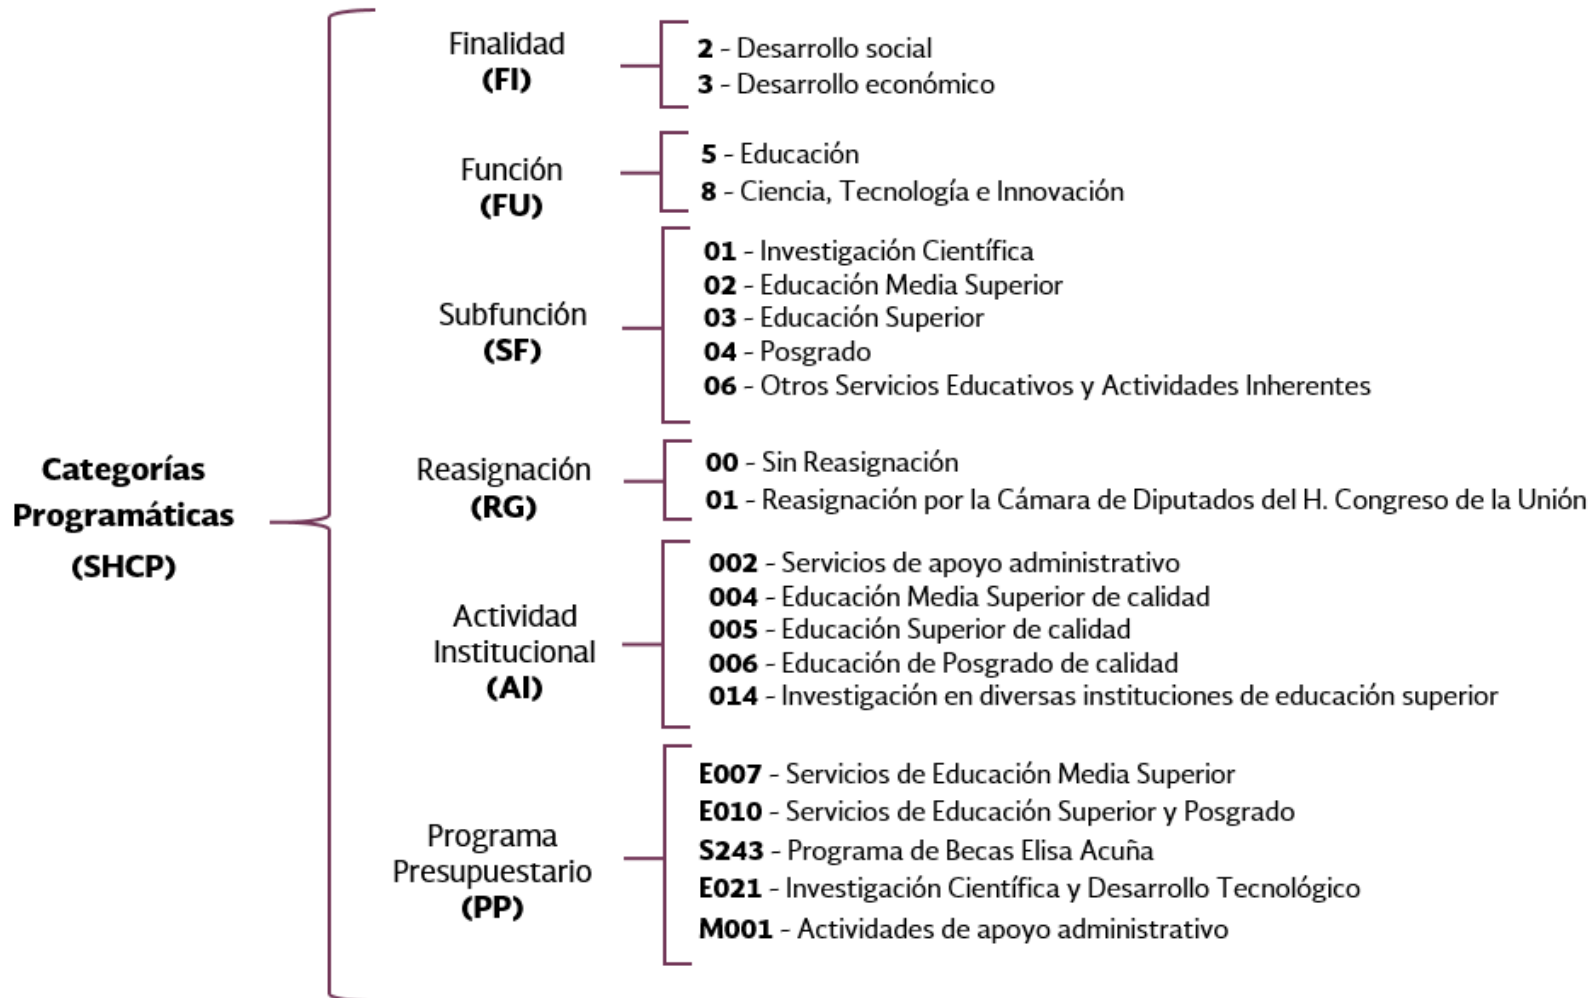 Categorías
Programáticas
(SHCP)
Finalidad
(FI)
2 - Desarrollo social
3 - Desarrollo económico
Función
(FU)
5 - Educación
8 - Ciencia, Tecnología e Innovación
Subfunción
(SF)
01 - Investigación Científica
02 - Educación Media Superior
03 - Educación Superior
04 - Posgrado
06 - Otros Servicios Educativos y Actividades Inherentes
Reasignación
(RG)
00 - Sin Reasignación
01 - Reasignación por la Cámara de Diputados del H. Congreso de la Unión
Actividad
Institucional
(AI)
002 - Servicios de apoyo administrativo
004 - Educación Media Superior de calidad
005 - Educación Superior de calidad
006 - Educación de Posgrado de calidad
014 - Investigación en diversas instituciones de educación superior
Programa
Presupuestario
(PP)
E007 - Servicios de Educación Media Superior
E010 - Servicios de Educación Superior y Posgrado
S243 - Programa de Becas Elisa Acuña
E021 - Investigación Científica y Desarrollo Tecnológico
M001 - Actividades de apoyo administrativo